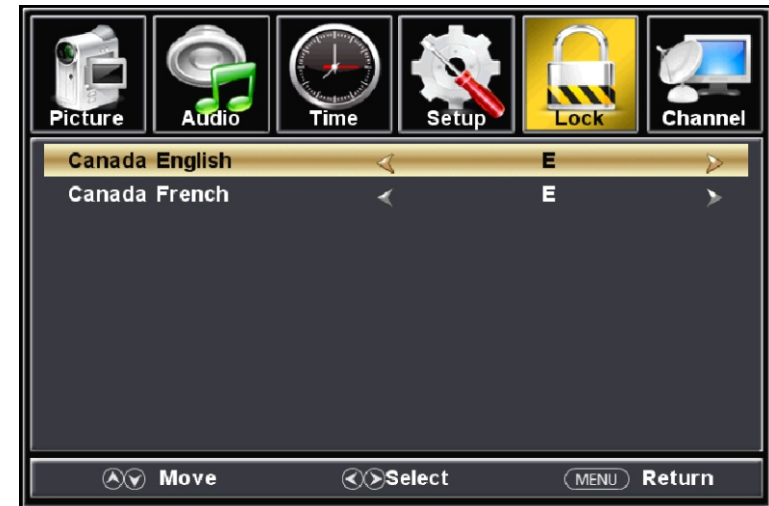 Picture Audio Time Setup Lock Channel
Canada English E
Canada French E
Move Select MENU Return